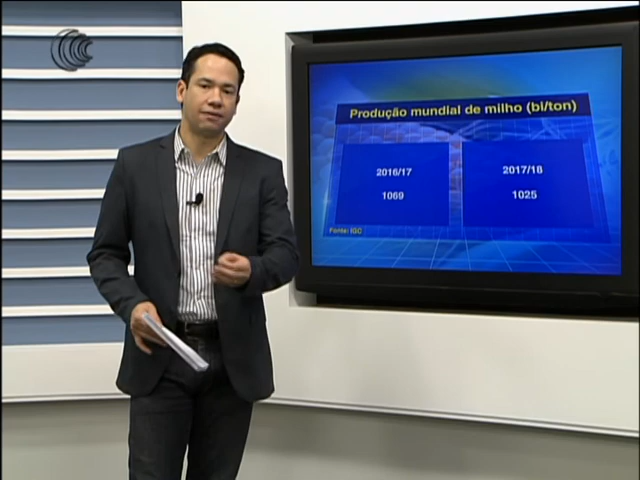 Produção mundial de milho (bi/ton)
2016/17
1069
2017/18
1025
Fonte: IGC